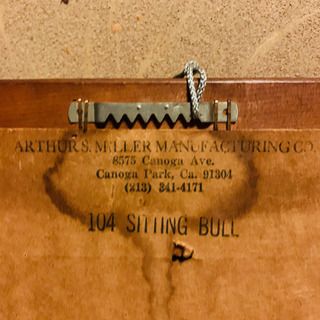 ARTHUR S. MILLER MANUFACTURING CO.
8575 Canoga Ave.
Canoga Park, Ca. 91304
(213) 341-4171
104 SITTING BULL